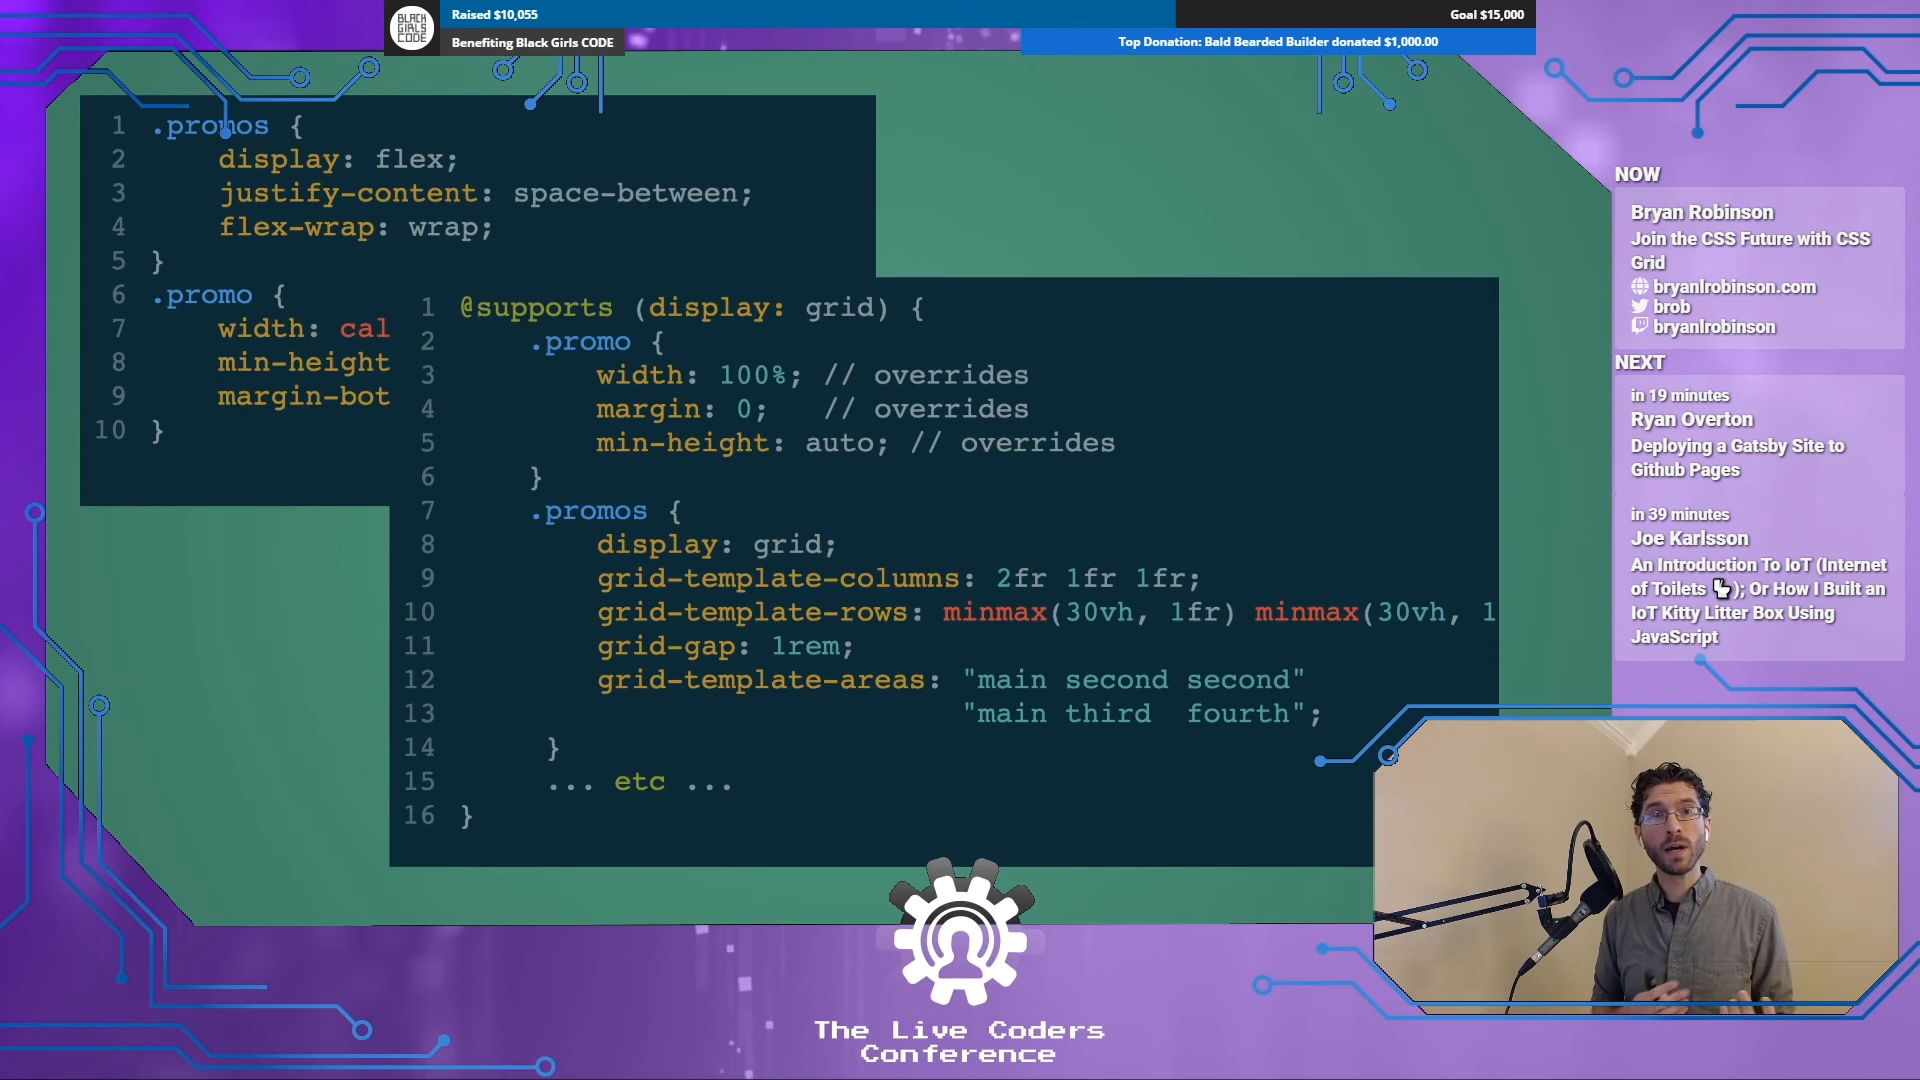 BLACK
GIRLS
CODE
Raised $10,055
Goal $15,000
Benefiting Black Girls CODE
Top Donation: Bald Bearded Builder donated $1,000.00
1 .promos {
2 display: flex;
3 justify-content: space-between;
4 flex-wrap: wrap;
5 }
6 .promo {
7 width: cal
8 min-height
9 margin-bot
10 }
1 @supports (display: grid) {
2 .promo {
3 width: 100%; // overrides
4 margin: 0; // overrides
5 min-height: auto; // overrides
6 }
7 .promos {
8 display: grid;
9 grid-template-columns: 2fr 1fr 1fr;
10 grid-template-rows: minmax(30vh, 1fr) minmax(30vh, 1
11 grid-gap: 1rem;
12 grid-template-areas: "main second second"
13 "main third fourth";
14 }
15 ... etc ...
16 }
NOW
Bryan Robinson
Join the CSS Future with CSS
Grid
bryanlrobinson.com
brob
bryanlrobinson
NEXT
in 19 minutes
Ryan Overton
Deploying a Gatsby Site to
Github Pages
in 39 minutes
Joe Karlsson
An Introduction To IoT (Internet
of Toilets 🚽); Or How I Built an
IoT Kitty Litter Box Using
JavaScript
The Live Coders
Conference